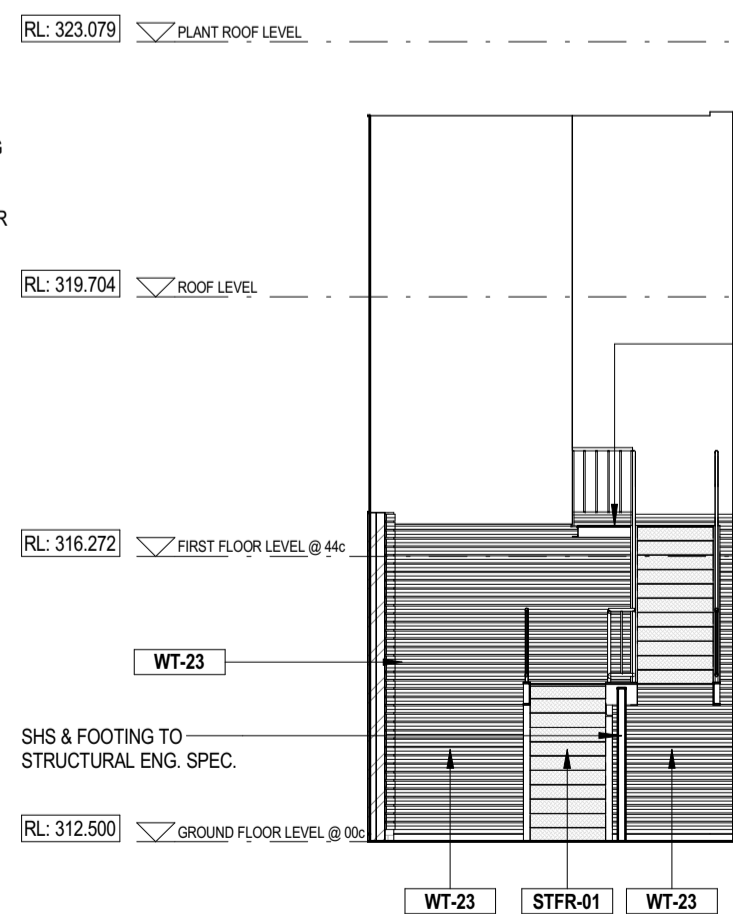 RL: 323.079 PLANT ROOF LEVEL
G
R
RL: 319.704 ROOF LEVEL
RL: 316.272 FIRST FLOOR LEVEL @ 44c
WT-23
SHS & FOOTING TO
STRUCTURAL ENG. SPEC.
RL: 312.500 GROUND FLOOR LEVEL @ 00c
WT-23 STFR-01 WT-23